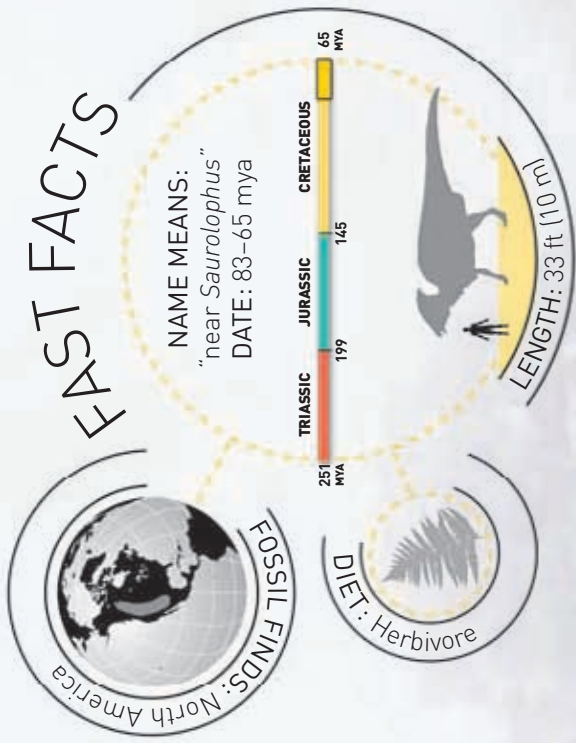 FAST FACTS
NAME MEANS:
"near Saurolophus"
DATE: 83–65 mya
TRIASSIC
JURASSIC
CRETACEOUS
251
MYA
199
145
65
MYA
LENGTH: 33 ft (10 m)
FOSSIL FINDS: North America
DIET: Herbivore